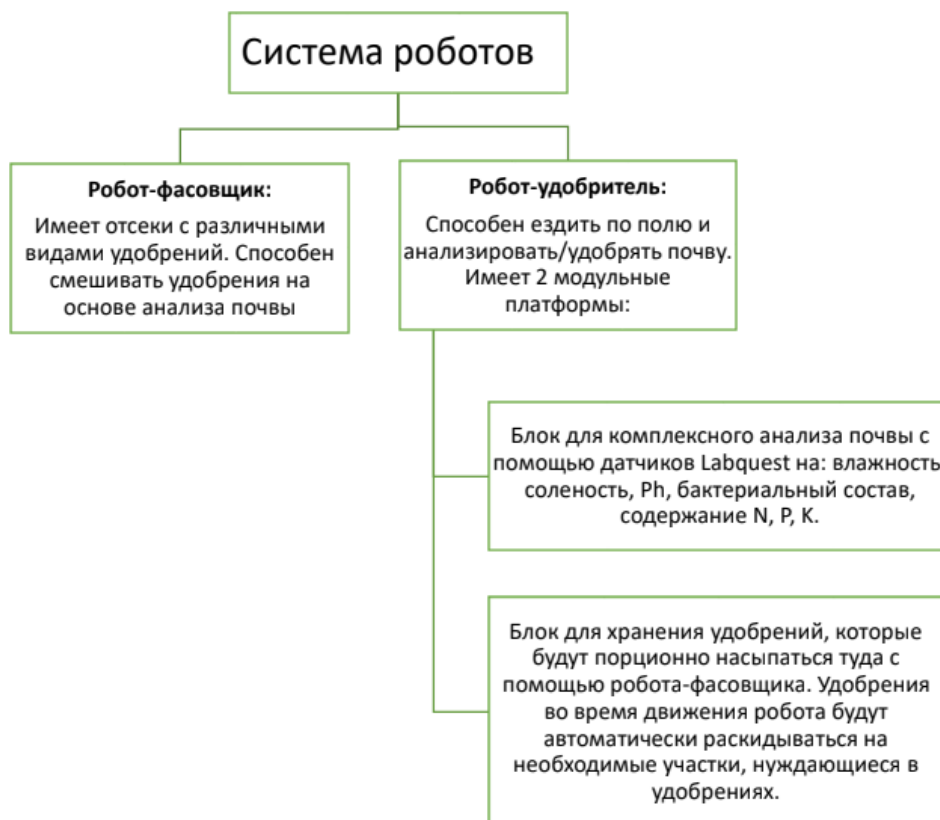 Система роботов
Робот-фасовщик:
Имеет отсеки с различными
видами удобрений. Способен
смешивать удобрения на
основе анализа почвы
Робот-удобритель:
Способен ездить по полю и
анализировать/удобрять почву.
Имеет 2 модульные
платформы:
Блок для комплексного анализа почвы с
помощью датчиков Labquest на: влажность,
соленость, Ph, бактериальный состав,
содержание N, P, K.
Блок для хранения удобрений, которые
будут порционно насыпаться туда с
помощью робота-фасовщика. Удобрения
во время движения робота будут
автоматически раскидываться на
необходимые участки, нуждающиеся в
удобрениях.